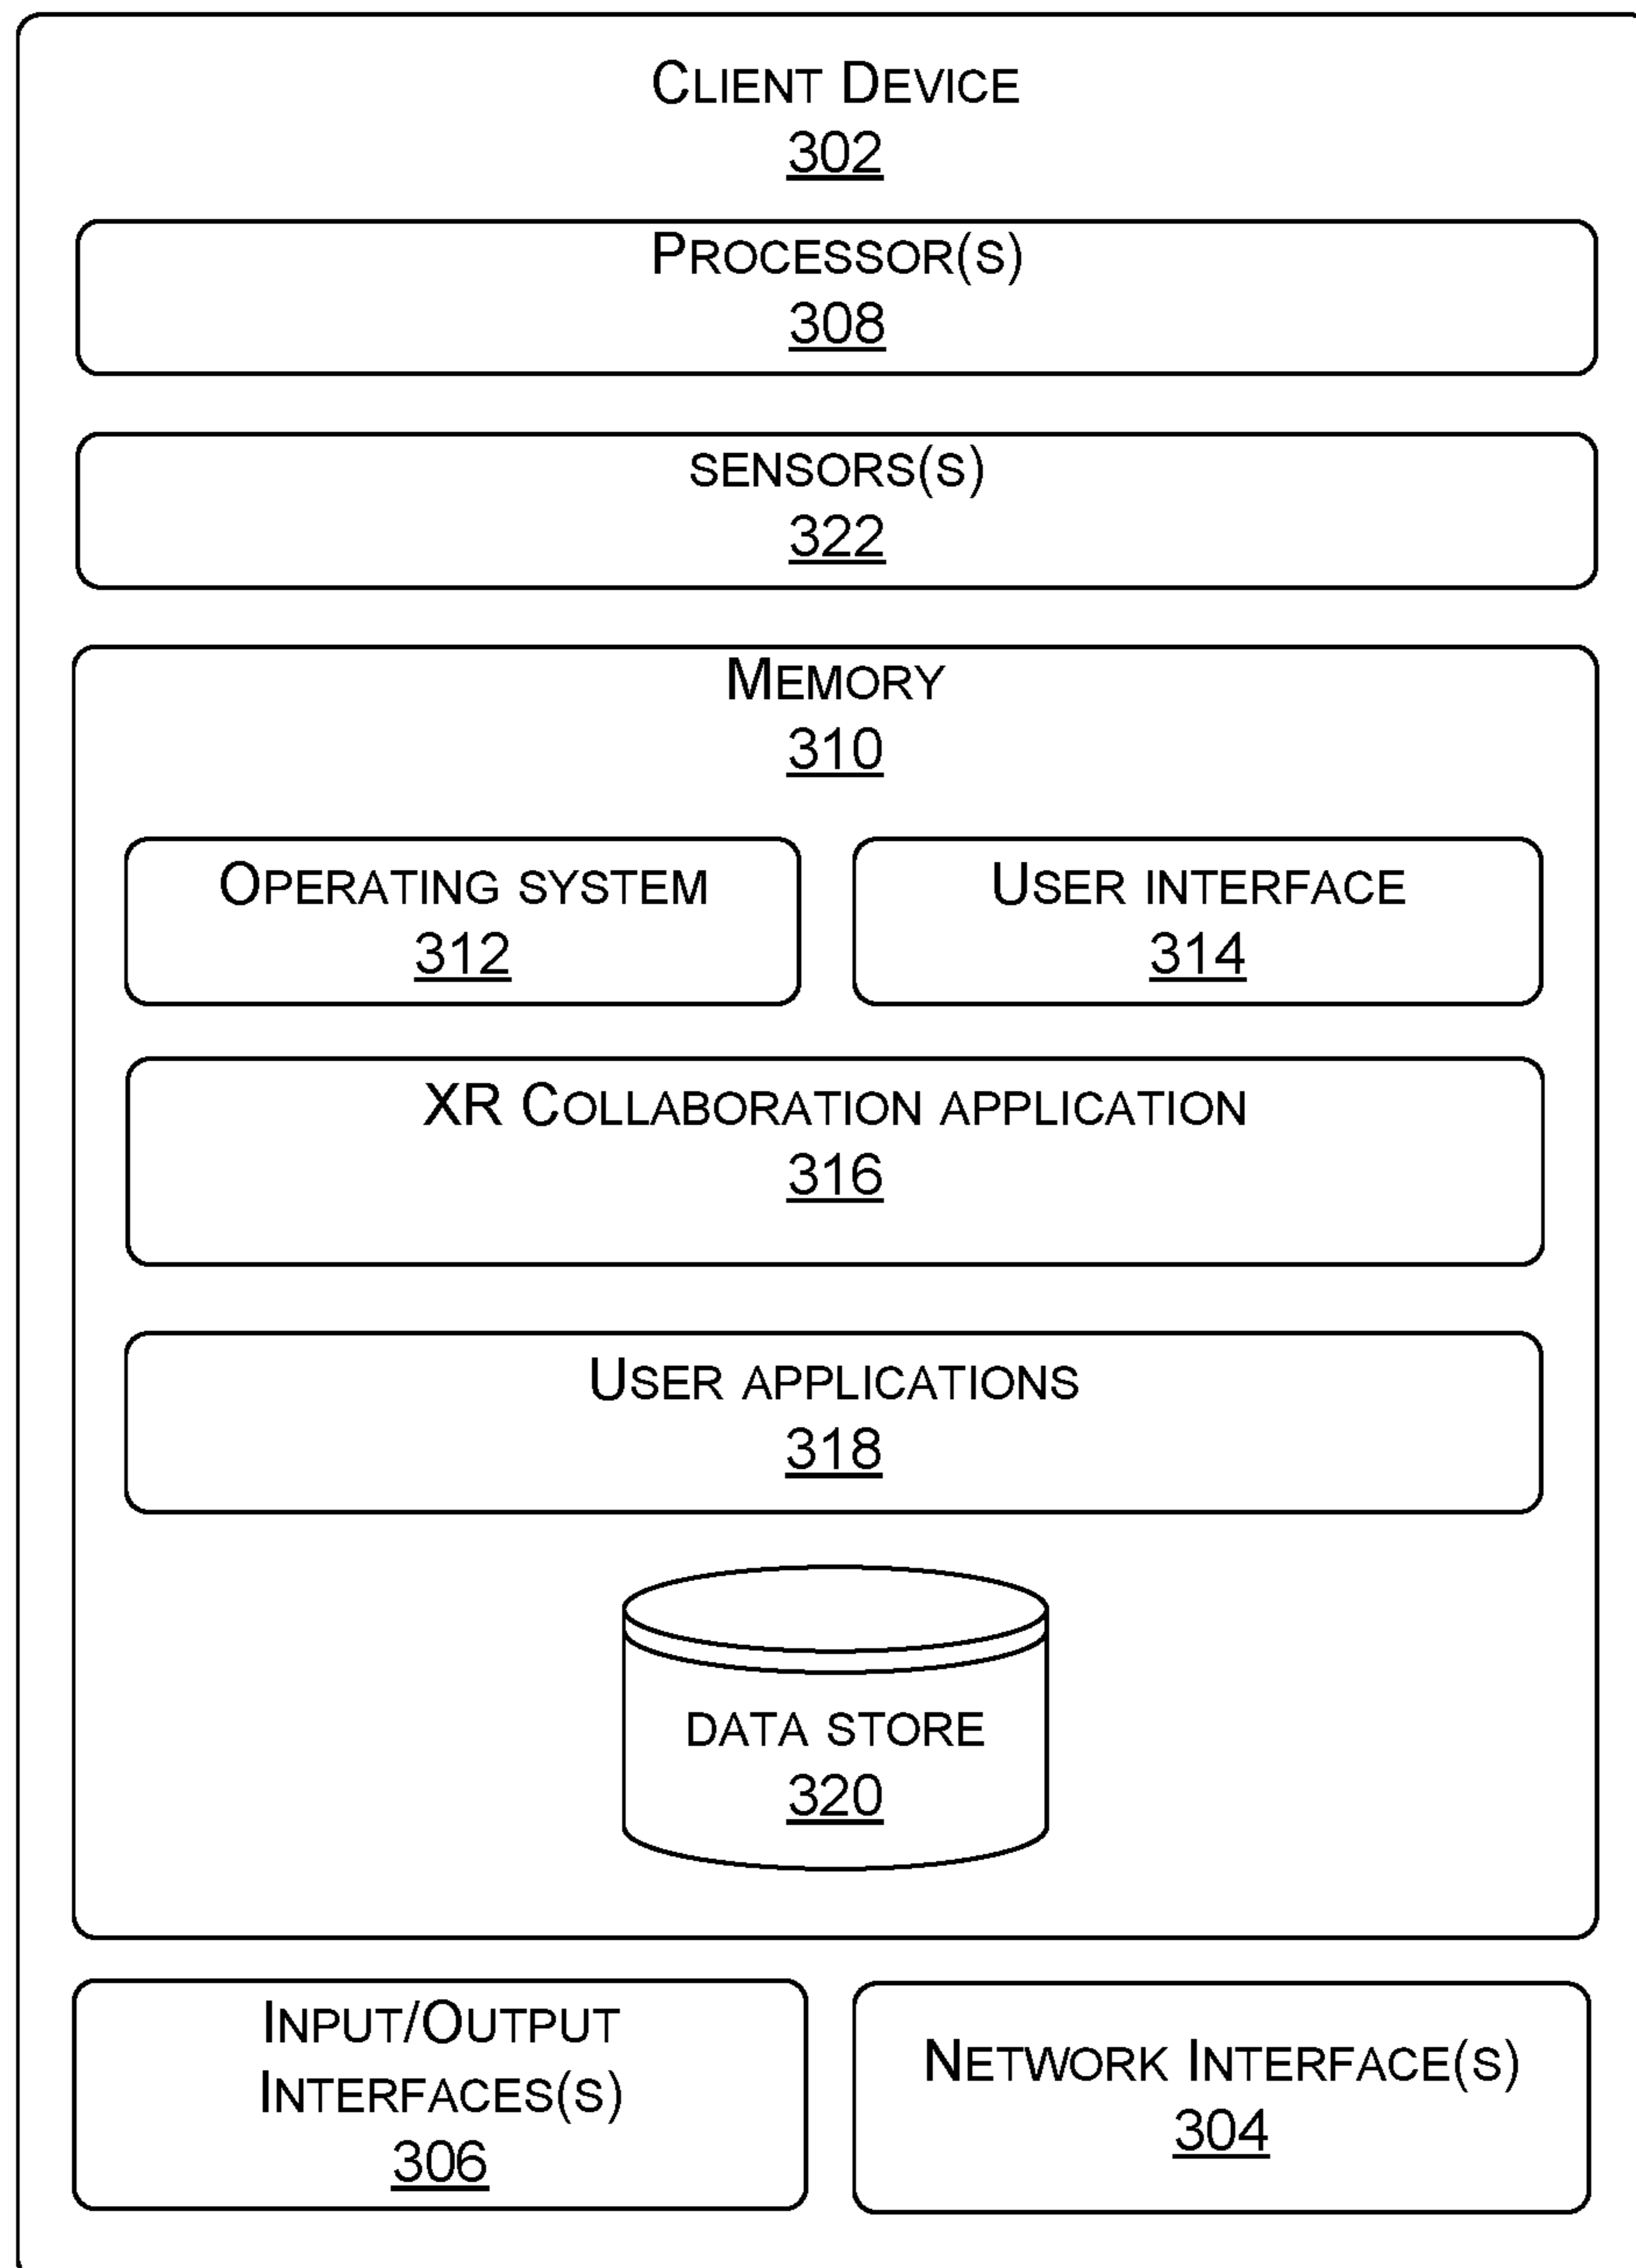 CLIENT DEVICE
302
PROCESSOR(S)
308
SENSORS(S)
322
MEMORY
310
OPERATING SYSTEM
312
USER INTERFACE
314
XR COLLABORATION APPLICATION
316
USER APPLICATIONS
318
DATA STORE
320
INPUT/OUTPUT
INTERFACES(S)
306
NETWORK INTERFACE(S)
304